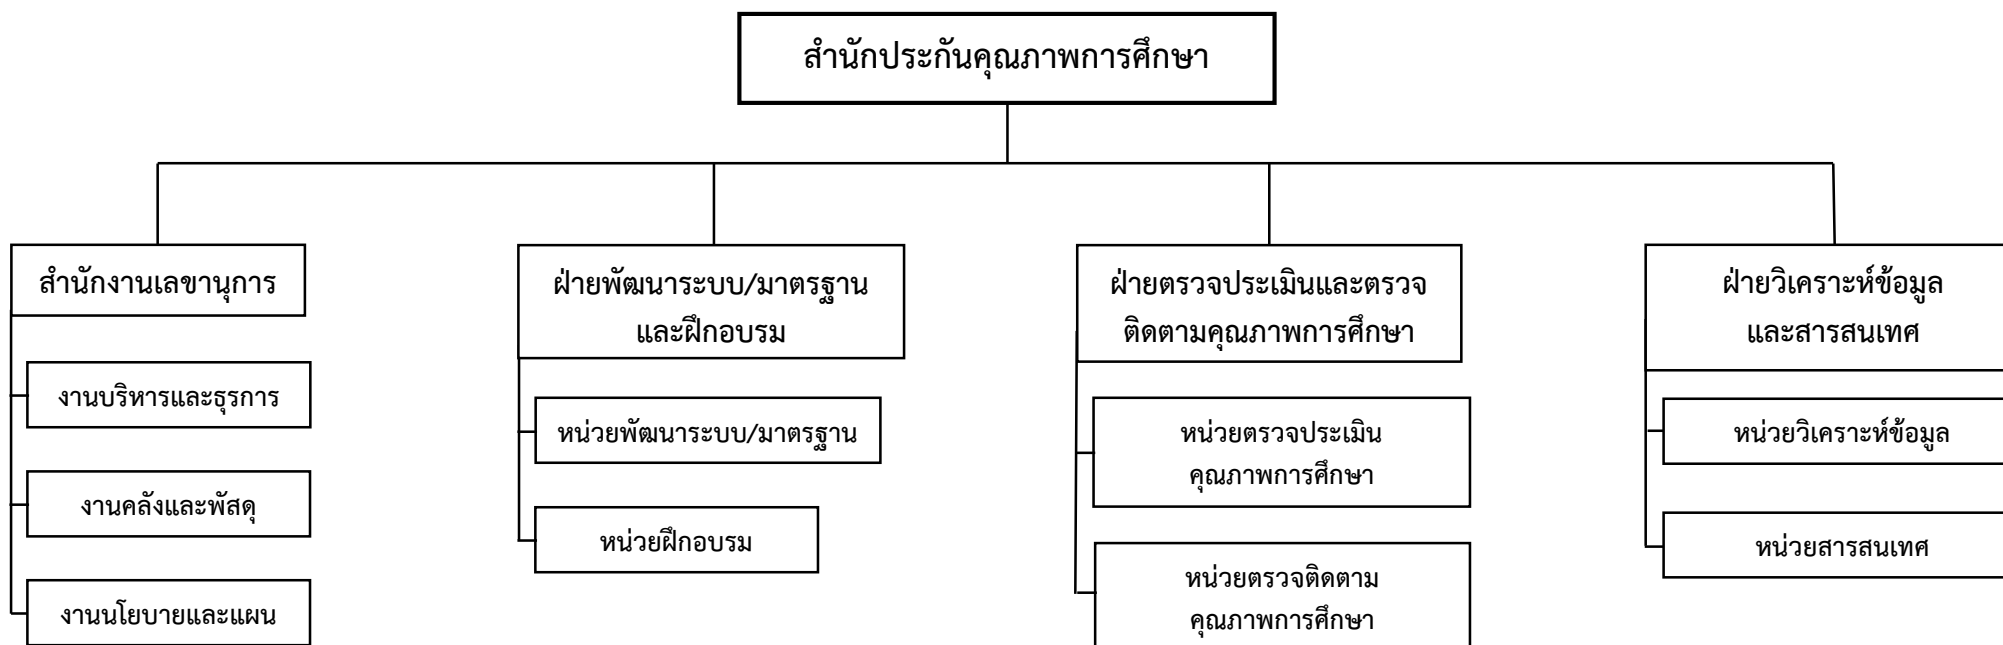 สำนักประกันคุณภาพการศึกษา
สำนักงานเลขานุการ
งานบริหารและธุรการ
งานคลังและพัสดุ
งานนโยบายและแผน
ฝ่ายพัฒนาระบบ/มาตรฐาน
และฝึกอบรม
หน่วยพัฒนาระบบ/มาตรฐาน
หน่วยฝึกอบรม
ฝ่ายตรวจประเมินและตรวจ
ติดตามคุณภาพการศึกษา
หน่วยตรวจประเมิน
คุณภาพการศึกษา
หน่วยตรวจติดตาม
คุณภาพการศึกษา
ฝ่ายวิเคราะห์ข้อมูล
และสารสนเทศ
หน่วยวิเคราะห์ข้อมูล
หน่วยสารสนเทศ